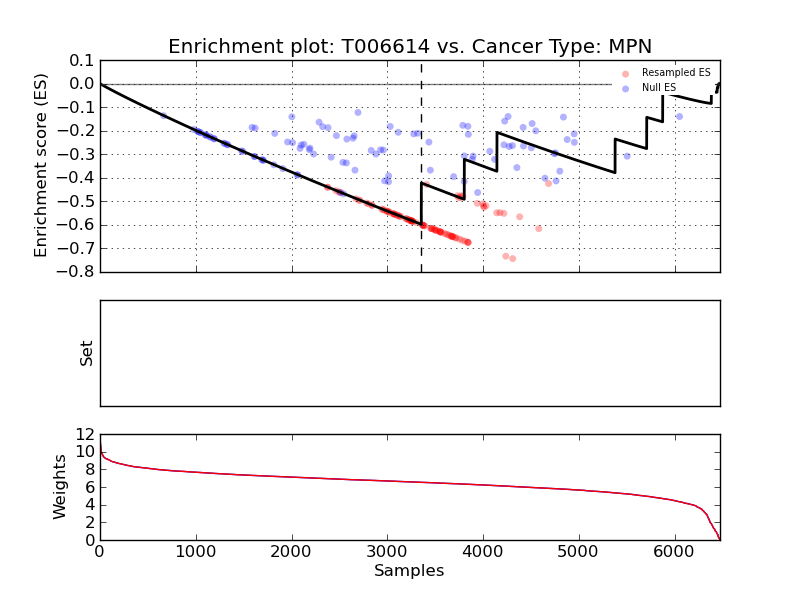 Enrichment plot: T006614 vs. Cancer Type: MPN
Resampled ES
Null ES
Enrichment score (ES)
0.1
0.0
−0.1
−0.2
−0.3
−0.4
−0.5
−0.6
−0.7
−0.8
Set
Weights
12
10
8
6
4
2
0
0 1000 2000 3000 4000 5000 6000
Samples